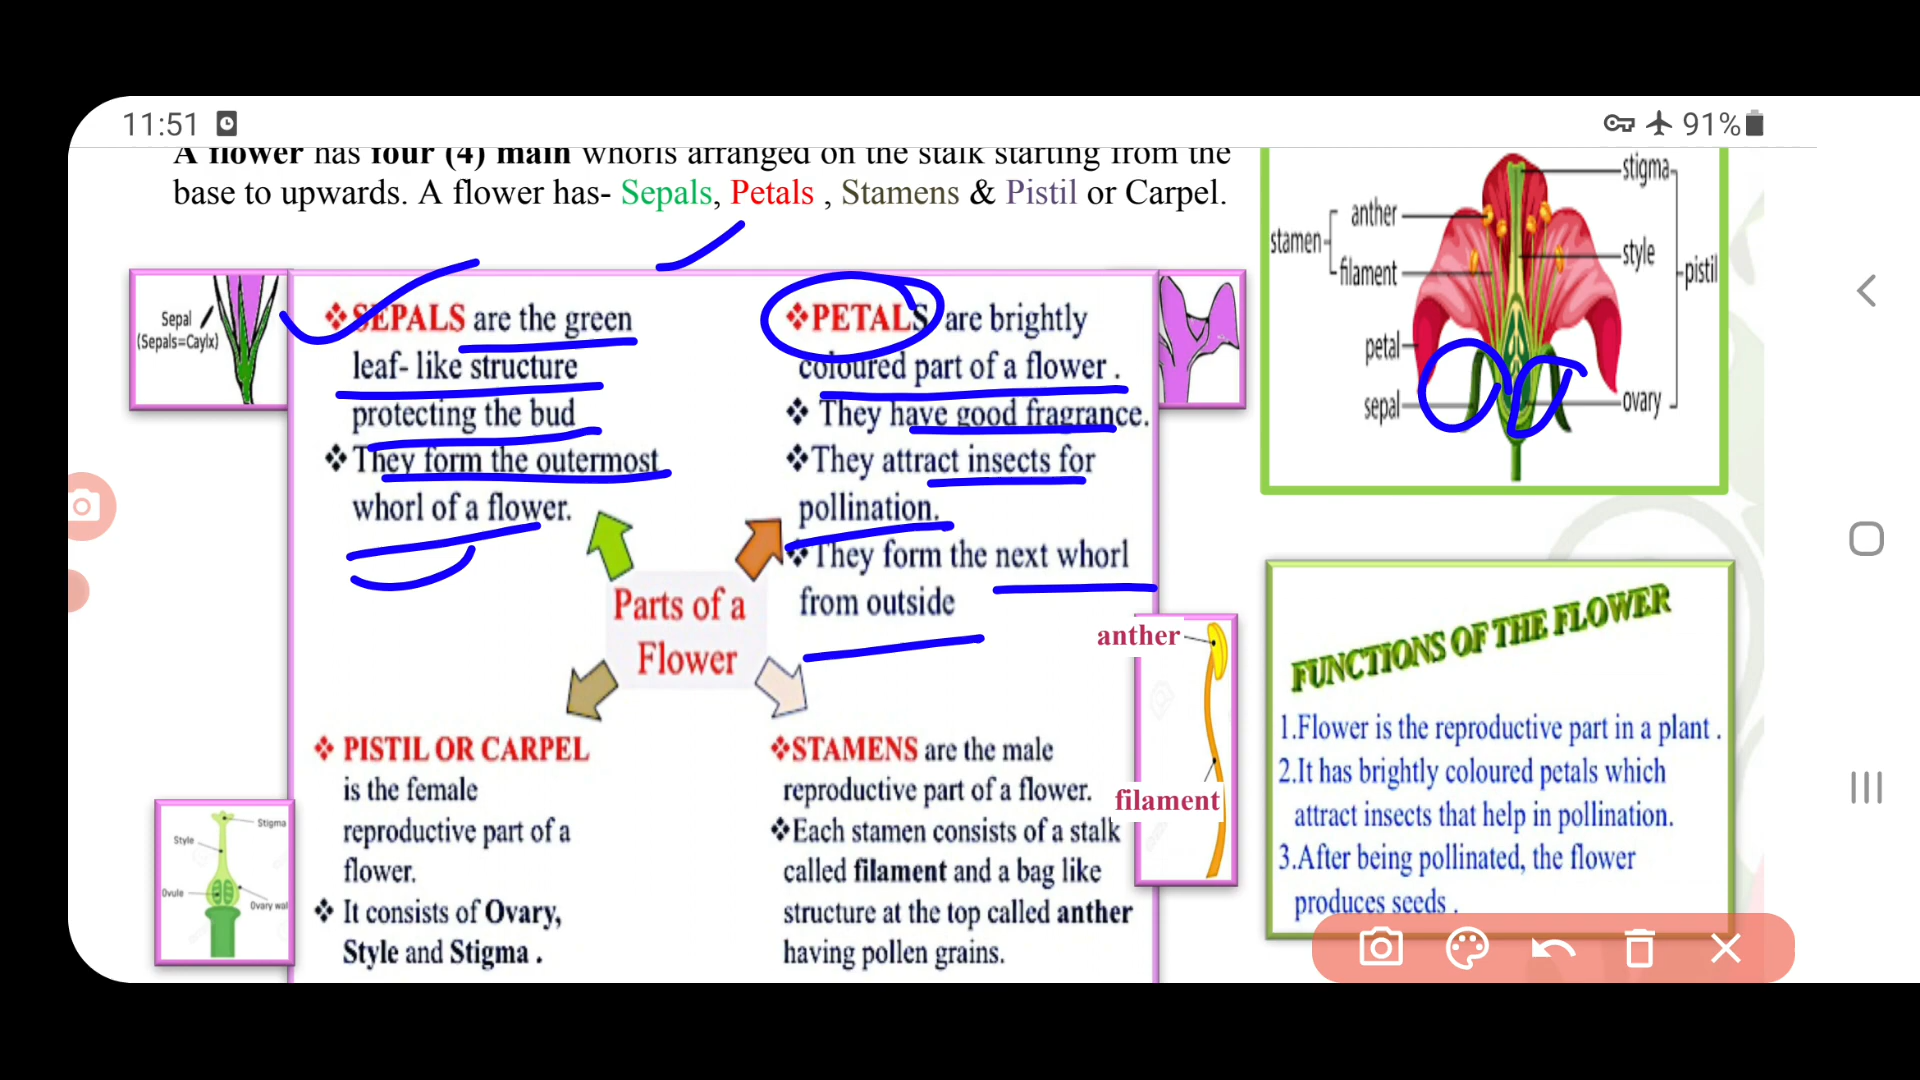 11:51
91%
A flower has four (4) main whorls arranged on the stalk starting from the
base to upwards. A flower has- Sepals, Petals , Stamens & Pistil or Carpel.
Sepal
(Sepals=Caylx)
❖SEPALS are the green
leaf- like structure
protecting the bud
❖They form the outermost
whorl of a flower.
❖PETALS are brightly
coloured part of a flower .
❖ They have good fragrance.
❖They attract insects for
pollination.
❖They form the next whorl
from outside
Parts of a
Flower
❖ PISTIL OR CARPEL
is the female
reproductive part of a
flower.
❖ It consists of Ovary,
Style and Stigma .
❖STAMENS are the male
reproductive part of a flower.
❖Each stamen consists of a stalk
called filament and a bag like
structure at the top called anther
having pollen grains.
Stigma
Style
Ovule
Ovary wal
anther
filament
stigma
anther
stamen
style
filament
pistil
petal
sepal
ovary
FUNCTIONS OF THE FLOWER
1.Flower is the reproductive part in a plant .
2.It has brightly coloured petals which
attract insects that help in pollination.
3.After being pollinated, the flower
produces seeds .